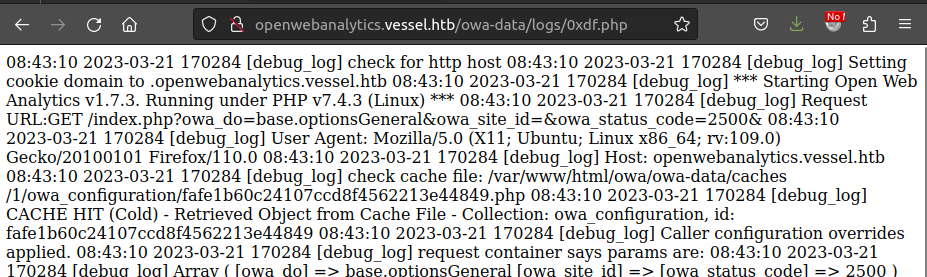 openwebanalytics.vessel.htb/owa-data/logs/0xdf.php
08:43:10 2023-03-21 170284 [debug_log] check for http host 08:43:10 2023-03-21 170284 [debug_log] Setting
cookie domain to .openwebanalytics.vessel.htb 08:43:10 2023-03-21 170284 [debug_log] *** Starting Open Web
Analytics v1.7.3. Running under PHP v7.4.3 (Linux) *** 08:43:10 2023-03-21 170284 [debug_log] Request
URL:GET /index.php?owa_do=base.optionsGeneral&owa_site_id=&owa_status_code=2500& 08:43:10
2023-03-21 170284 [debug_log] User Agent: Mozilla/5.0 (X11; Ubuntu; Linux x86_64; rv:109.0)
Gecko/20100101 Firefox/110.0 08:43:10 2023-03-21 170284 [debug_log] Host: openwebanalytics.vessel.htb
08:43:10 2023-03-21 170284 [debug_log] check cache file: /var/www/html/owa/owa-data/caches
/1/owa_configuration/fafe1b60c24107ccd8f4562213e44849.php 08:43:10 2023-03-21 170284 [debug_log]
CACHE HIT (Cold) - Retrieved Object from Cache File - Collection: owa_configuration, id:
fafe1b60c24107ccd8f4562213e44849 08:43:10 2023-03-21 170284 [debug_log] Caller configuration overrides
applied. 08:43:10 2023-03-21 170284 [debug_log] request container says params are: 08:43:10 2023-03-21
170284 [debug_log] Array ( [owa_do] => base.optionsGeneral [owa_site_id] => [owa_status_code] => 2500 )